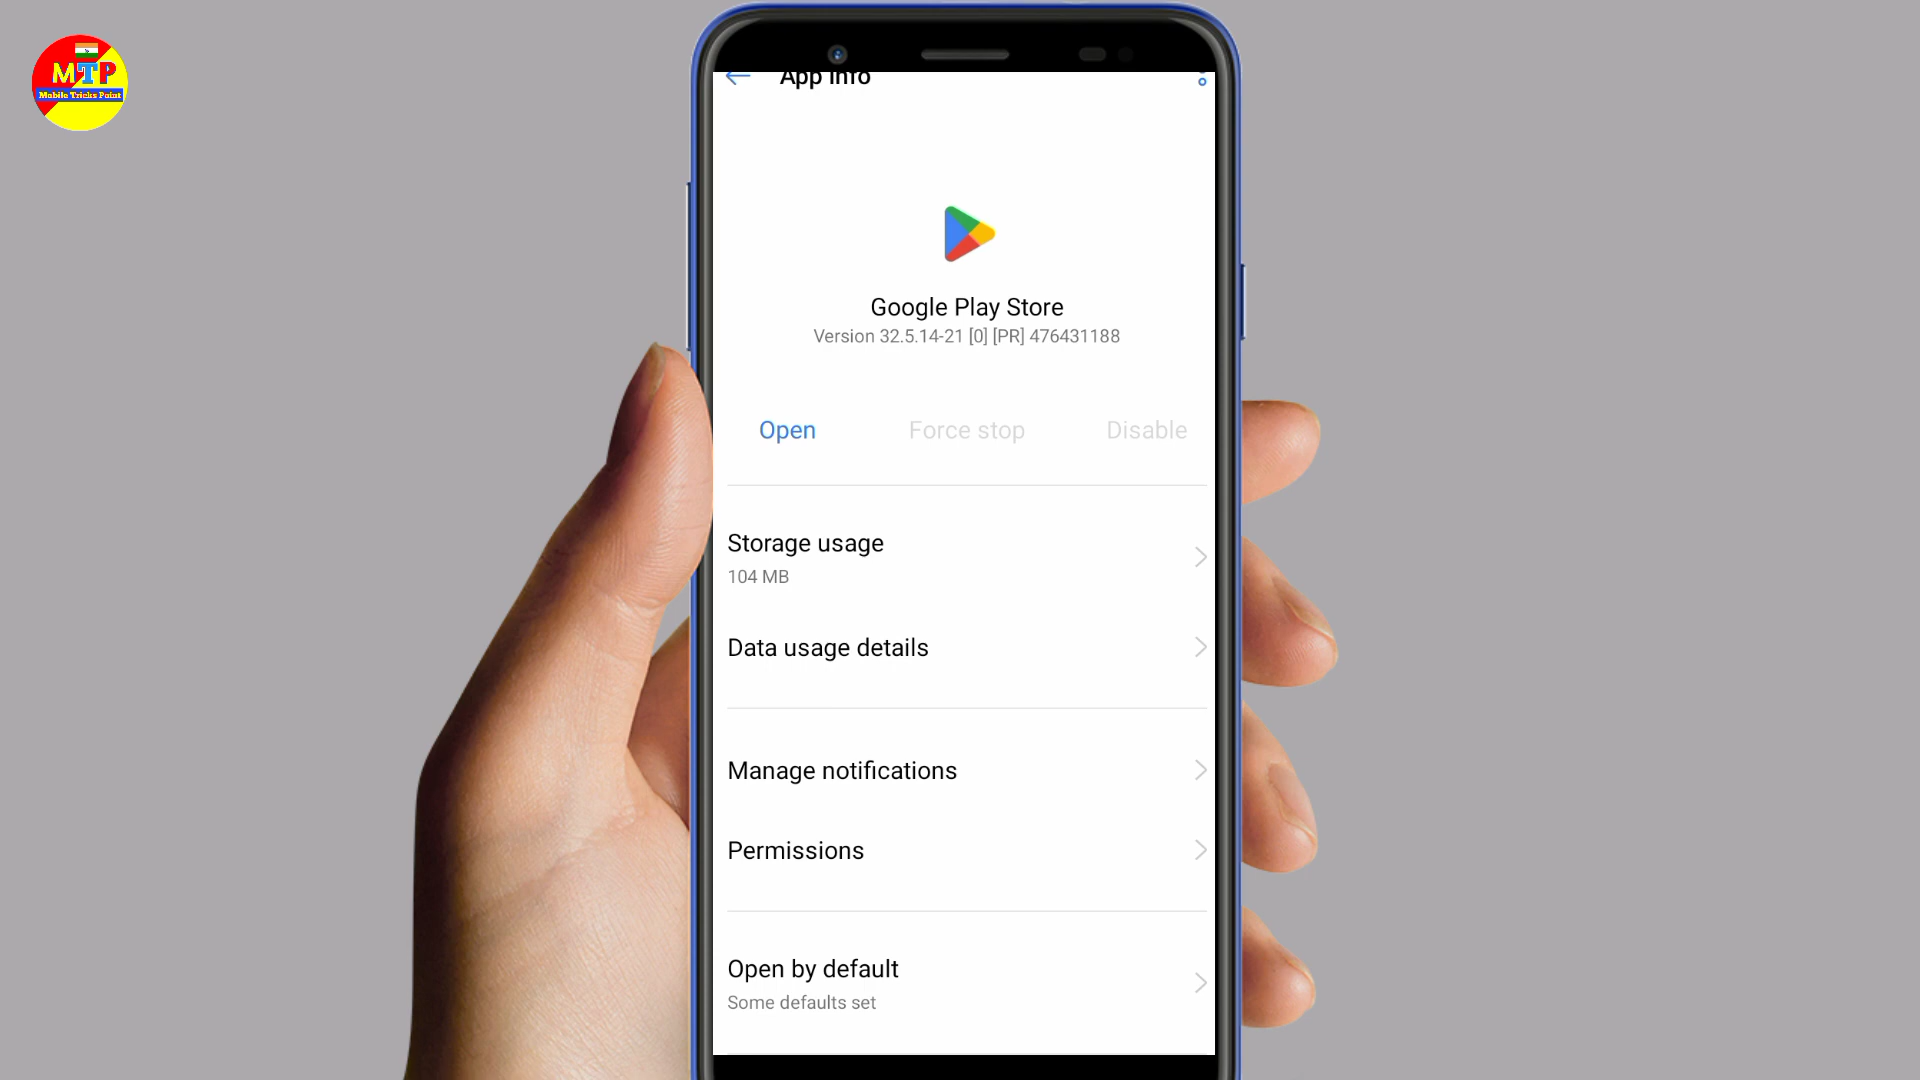 MTP
Mobile Tricks Point
App info
Google Play Store
Version 32.5.14-21 [0] [PR] 476431188
Open
Force stop
Disable
Storage usage
104 MB
Data usage details
Manage notifications
Permissions
Open by default
Some defaults set